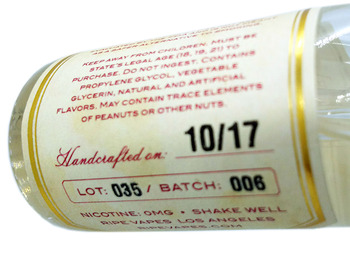 KEEP AWAY FROM CHILDREN. MUST BE
STATE'S LEGAL AGE (18, 19, 21) TO
PURCHASE. DO NOT INGEST. CONTAINS
PROPYLENE GLYCOL, VEGETABLE
GLYCERIN, NATURAL AND ARTIFICIAL
FLAVORS. MAY CONTAIN TRACE ELEMENTS
OF PEANUTS OR OTHER NUTS.
Handcrafted on: 10/17
LOT: 035 / BATCH: 006
NICOTINE: 0MG • SHAKE WELL
RIPE VAPES LOS ANGELES
RIPEVAPES.COM